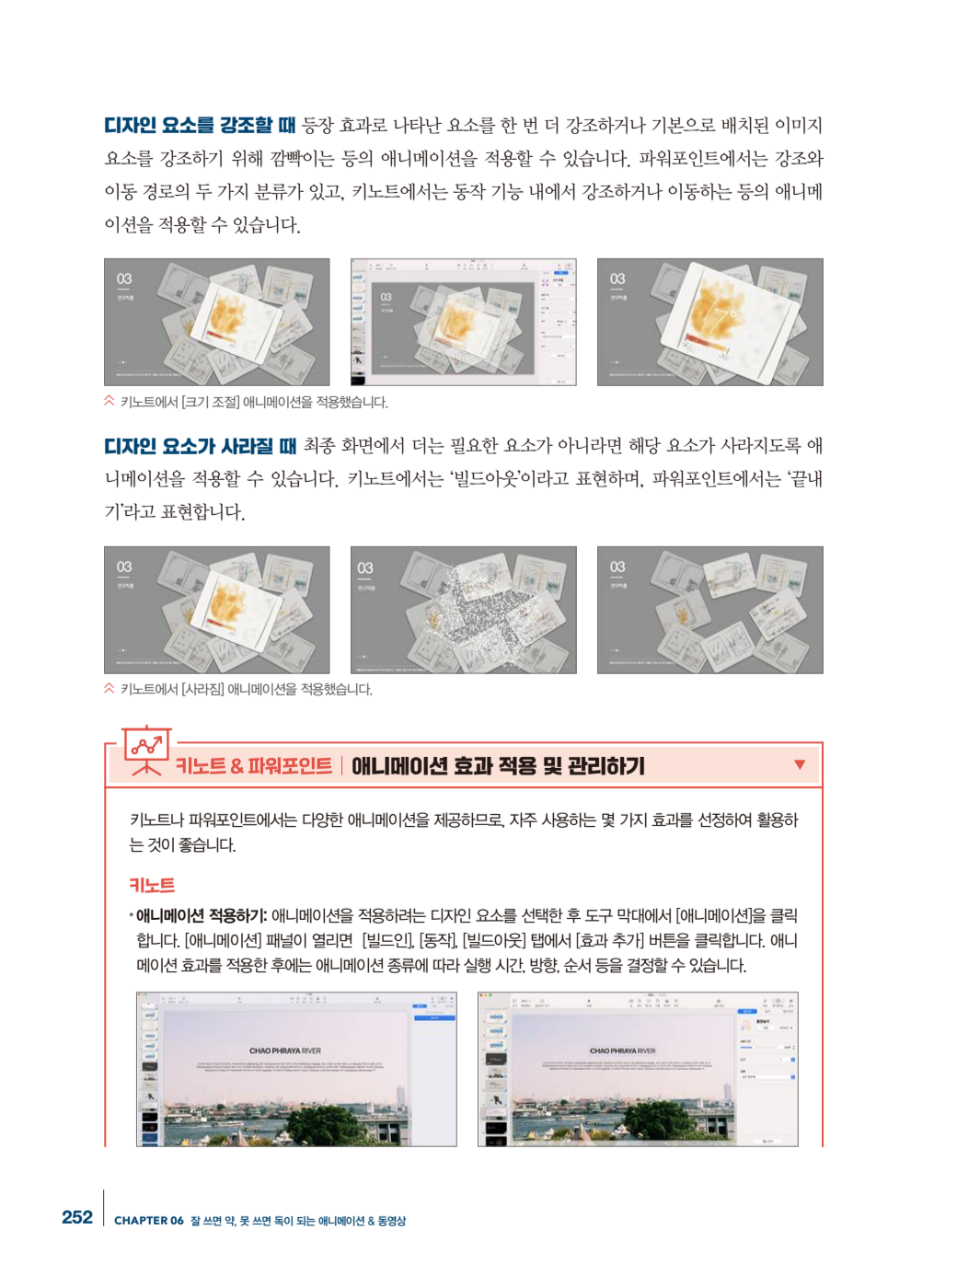 디자인 요소를 강조할 때 등장 효과로 나타난 요소를 한 번 더 강조하거나 기본으로 배치된 이미지
요소를 강조하기 위해 깜빡이는 등의 애니메이션을 적용할 수 있습니다. 파워포인트에서는 강조와
이동 경로의 두 가지 분류가 있고, 키노트에서는 동작 기능 내에서 강조하거나 이동하는 등의 애니메
이션을 적용할 수 있습니다.
03
03
03
키노트에서 [크기 조절] 애니메이션을 적용했습니다.
디자인 요소가 사라질 때 최종 화면에서 더는 필요한 요소가 아니라면 해당 요소가 사라지도록 애
니메이션을 적용할 수 있습니다. 키노트에서는 ‘빌드아웃’이라고 표현하며, 파워포인트에서는 ‘끝내
기’라고 표현합니다.
03
03
03
키노트에서 [사라짐] 애니메이션을 적용했습니다.
키노트 & 파워포인트 | 애니메이션 효과 적용 및 관리하기
키노트나 파워포인트에서는 다양한 애니메이션을 제공하므로, 자주 사용하는 몇 가지 효과를 선정하여 활용하
는 것이 좋습니다.
키노트
• 애니메이션 적용하기: 애니메이션을 적용하려는 디자인 요소를 선택한 후 도구 막대에서 [애니메이션]을 클릭
합니다. [애니메이션] 패널이 열리면 [빌드인], [동작], [빌드아웃] 탭에서 [효과 추가] 버튼을 클릭합니다. 애니
메이션 효과를 적용한 후에는 애니메이션 종류에 따라 실행 시간, 방향, 순서 등을 결정할 수 있습니다.
CHAO PHRAYA RIVER
CHAO PHRAYA RIVER
252 CHAPTER 06 잘 쓰면 약, 못 쓰면 독이 되는 애니메이션 & 동영상